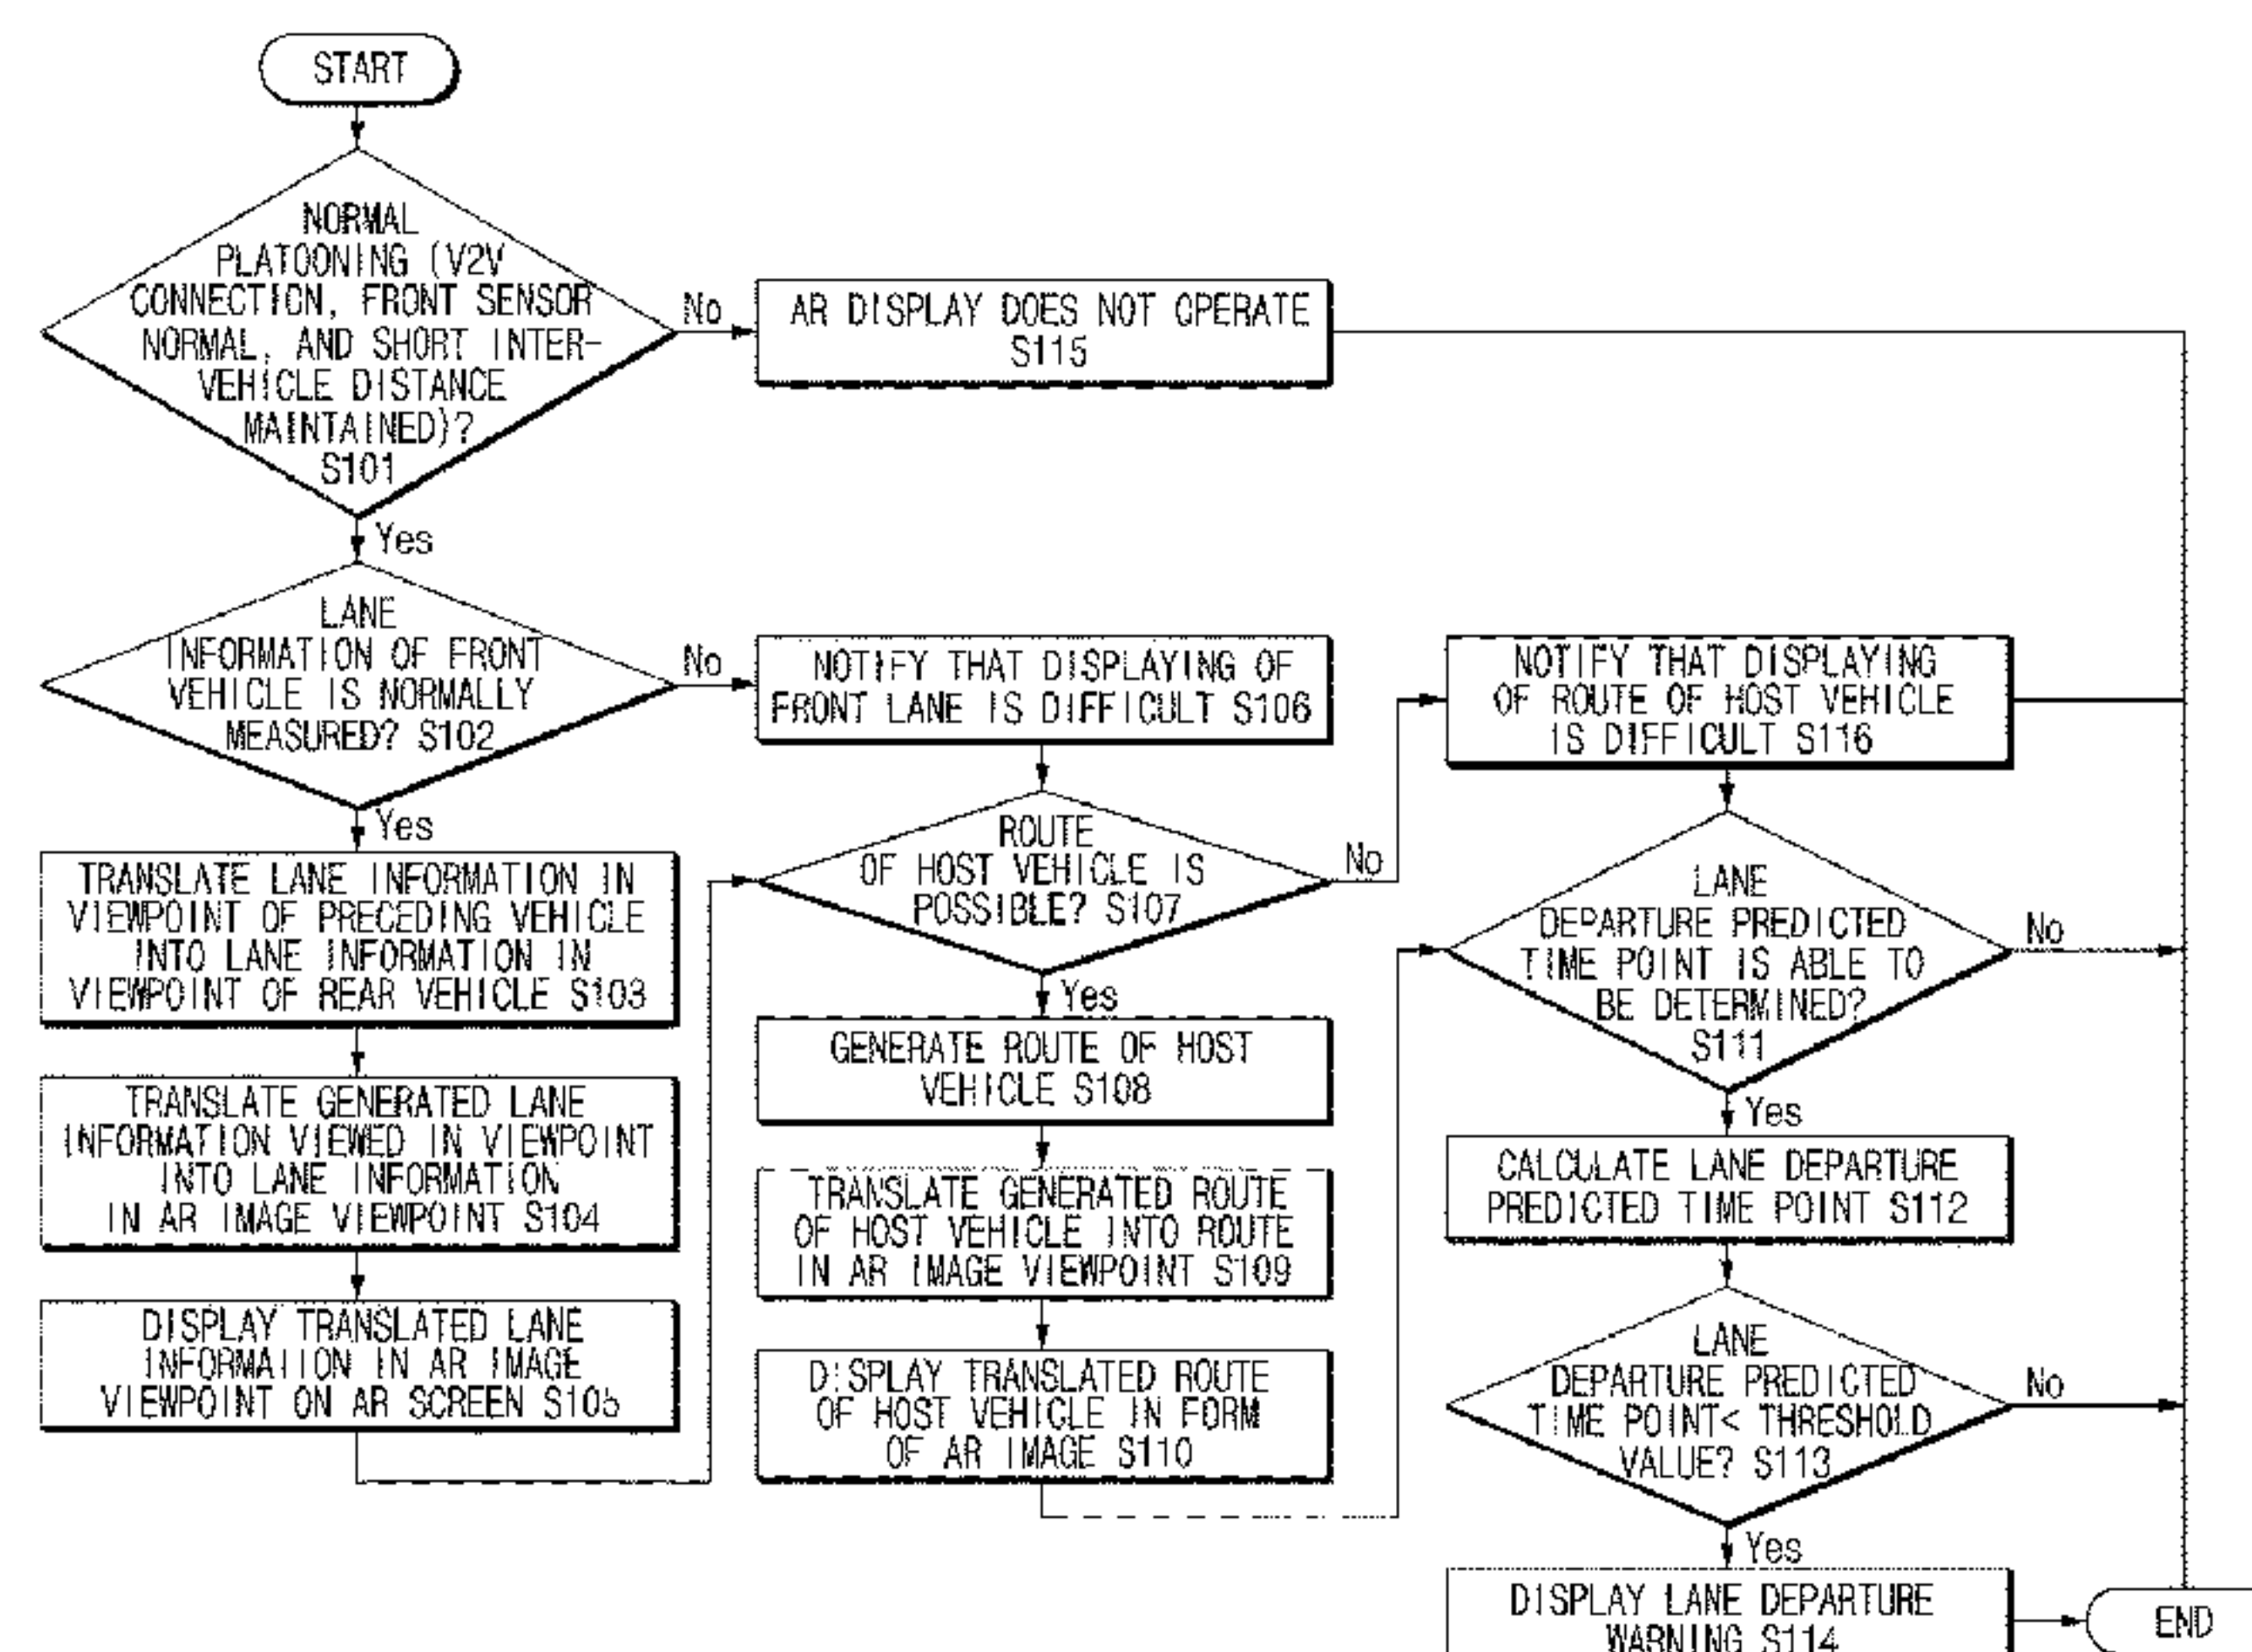 START
NORMAL
PLATOONING (V2V
CONNECTION, FRONT SENSOR
NORMAL, AND SHORT INTER-
VEHICLE DISTANCE
MAINTAINED)?
S101
No
AR DISPLAY DOES NOT OPERATE
S115
Yes
LANE
INFORMATION OF FRONT
VEHICLE IS NORMALLY
MEASURED? S102
No
NOTIFY THAT DISPLAYING OF
FRONT LANE IS DIFFICULT S106
NOTIFY THAT DISPLAYING
OF ROUTE OF HOST VEHICLE
IS DIFFICULT S116
Yes
TRANSLATE LANE INFORMATION IN
VIEWPOINT OF PRECEDING VEHICLE
INTO LANE INFORMATION IN
VIEWPOINT OF REAR VEHICLE S103
ROUTE
OF HOST VEHICLE IS
POSSIBLE? S107
No
LANE
DEPARTURE PREDICTED
TIME POINT IS ABLE TO
BE DETERMINED?
S111
No
Yes
GENERATE ROUTE OF HOST
VEHICLE S108
TRANSLATE GENERATED LANE
INFORMATION VIEWED IN VIEWPOINT
INTO LANE INFORMATION
IN AR IMAGE VIEWPOINT S104
Yes
CALCULATE LANE DEPARTURE
PREDICTED TIME POINT S112
TRANSLATE GENERATED ROUTE
OF HOST VEHICLE INTO ROUTE
IN AR IMAGE VIEWPOINT S109
DISPLAY TRANSLATED LANE
INFORMATION IN AR IMAGE
VIEWPOINT ON AR SCREEN S105
DISPLAY TRANSLATED ROUTE
OF HOST VEHICLE IN FORM
OF AR IMAGE S110
LANE
DEPARTURE PREDICTED
TIME POINT< THRESHOLD
VALUE? S113
No
Yes
DISPLAY LANE DEPARTURE
WARNING S114
END